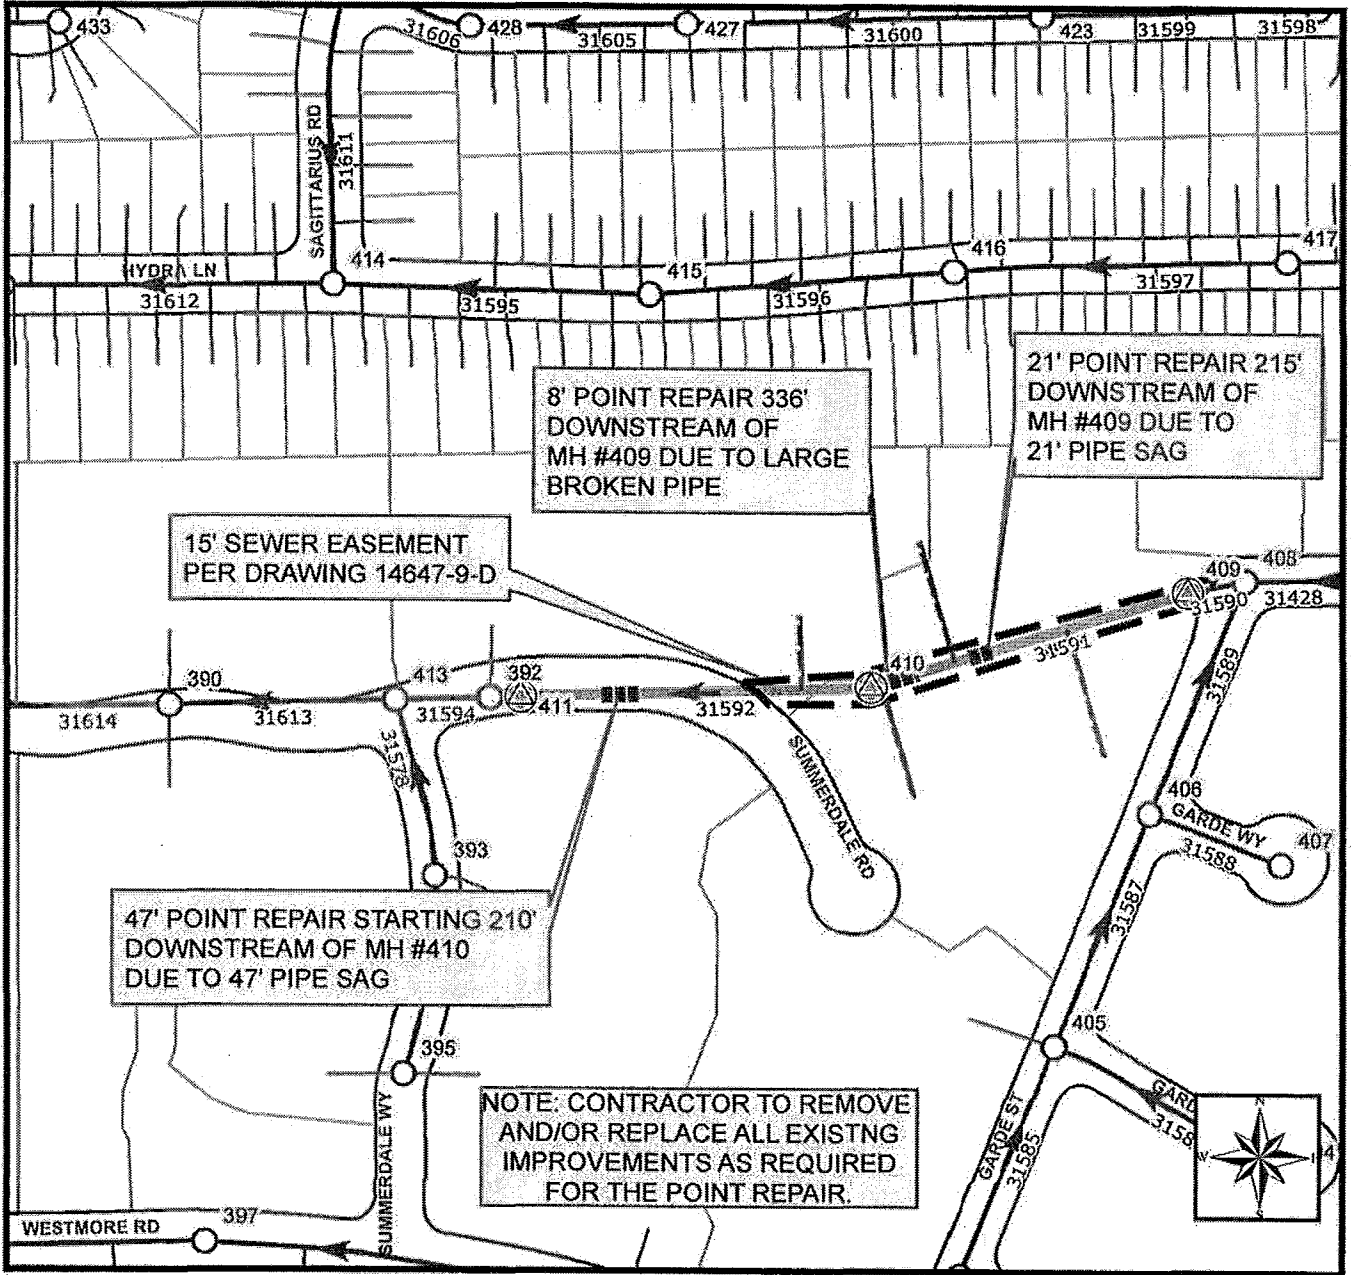 433
31606
428
31605
427
31600
423
31599
31598
SAGITTARIUS RD
31611
HYDRA LN
31612
414
31595
415
31596
416
31597
417
21' POINT REPAIR 215'
DOWNSTREAM OF
MH #409 DUE TO
21' PIPE SAG
8' POINT REPAIR 336'
DOWNSTREAM OF
MH #409 DUE TO LARGE
BROKEN PIPE
15' SEWER EASEMENT
PER DRAWING 14647-9-D
409
408
31590
31428
31591
31589
410
390
413
392
411
31614
31613
31594
31592
31578
SUMMERDALE RD
406
GARDE WY
407
31588
393
31587
47' POINT REPAIR STARTING 210'
DOWNSTREAM OF MH #410
DUE TO 47' PIPE SAG
405
395
SUMMERDALE WY
NOTE: CONTRACTOR TO REMOVE
AND/OR REPLACE ALL EXISTNG
IMPROVEMENTS AS REQUIRED
FOR THE POINT REPAIR.
GARDE ST
31585
N
S
WESTMORE RD
397